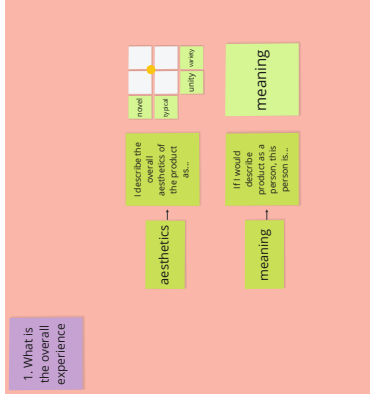 1. What is
the overall
experience
aesthetics
I describe the
overall
aesthetics of
the product
as...
novel
typical
unity
variety
meaning
If I would
describe
product as a
person, this
person is...
meaning